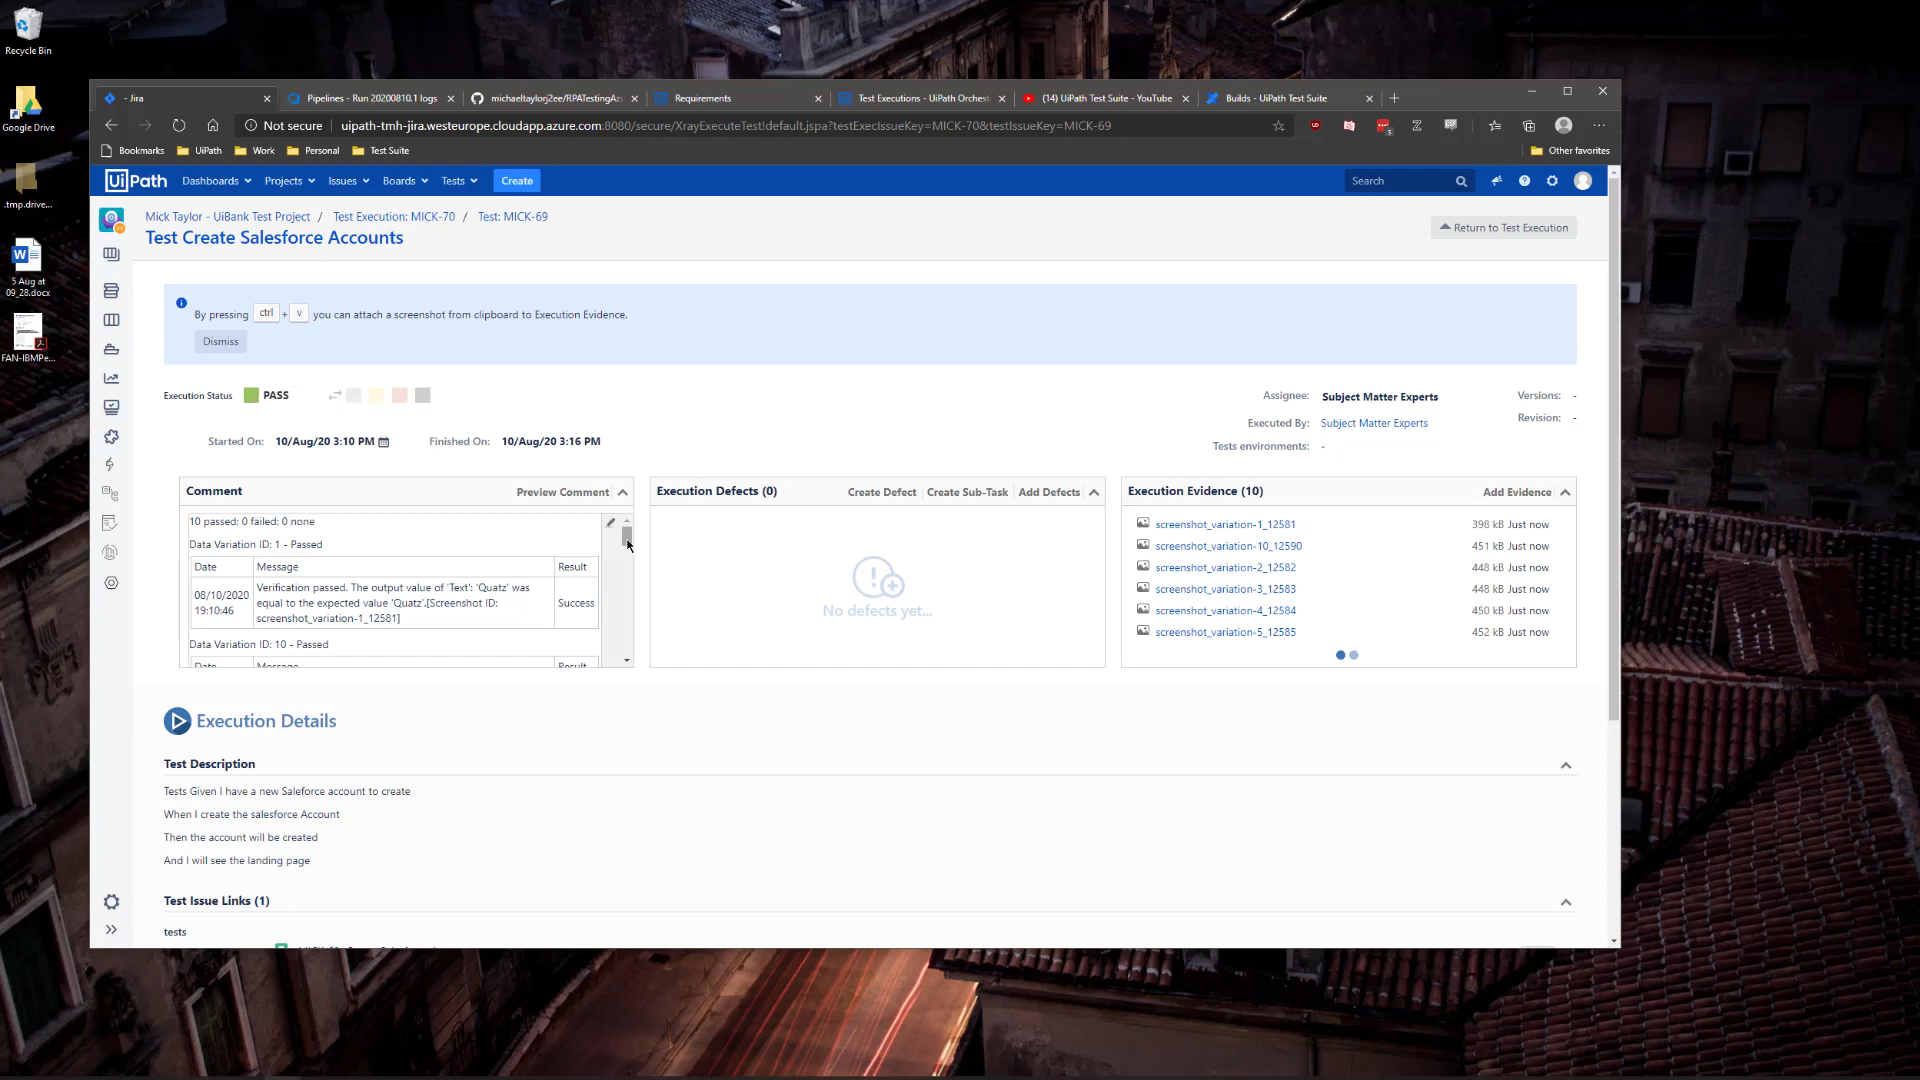 Recycle Bin
Google Drive
.tmp.drive...
5 Aug at
09_28.docx
FAN-IBMPe...
- Jira
Pipelines - Run 20200810.1 logs
michaeltaylorj2ee/RPATestingAz
Requirements
Test Executions - UiPath Orchest
(14) UiPath Test Suite - YouTube
Builds - UiPath Test Suite
Not secure
uipath-tmh-jira.westeurope.cloudapp.azure.com:8080/secure/XrayExecuteTest!default.jspa?testExecIssueKey=MICK-70&testIssueKey=MICK-69
Bookmarks
UiPath
Work
Personal
Test Suite
Other favorites
UiPath
Dashboards
Projects
Issues
Boards
Tests
Create
Search
Mick Taylor - UiBank Test Project / Test Execution: MICK-70 / Test: MICK-69
Test Create Salesforce Accounts
Return to Test Execution
By pressing ctrl + v you can attach a screenshot from clipboard to Execution Evidence.
Dismiss
Execution Status PASS
Assignee: Subject Matter Experts
Versions: -
Executed By: Subject Matter Experts
Revision: -
Tests environments: -
Started On: 10/Aug/20 3:10 PM
Finished On: 10/Aug/20 3:16 PM
Comment
Preview Comment
10 passed; 0 failed; 0 none
Data Variation ID: 1 - Passed
Date Message Result
08/10/2020
19:10:46
Verification passed. The output value of 'Text': 'Quatz' was
equal to the expected value 'Quatz'.[Screenshot ID:
screenshot_variation-1_12581]
Success
Data Variation ID: 10 - Passed
Date Message Result
Execution Defects (0)
Create Defect
Create Sub-Task
Add Defects
No defects yet...
Execution Evidence (10)
Add Evidence
screenshot_variation-1_12581 398 kB Just now
screenshot_variation-10_12590 451 kB Just now
screenshot_variation-2_12582 448 kB Just now
screenshot_variation-3_12583 448 kB Just now
screenshot_variation-4_12584 450 kB Just now
screenshot_variation-5_12585 452 kB Just now
Execution Details
Test Description
Tests Given I have a new Saleforce account to create
When I create the salesforce Account
Then the account will be created
And I will see the landing page
Test Issue Links (1)
tests